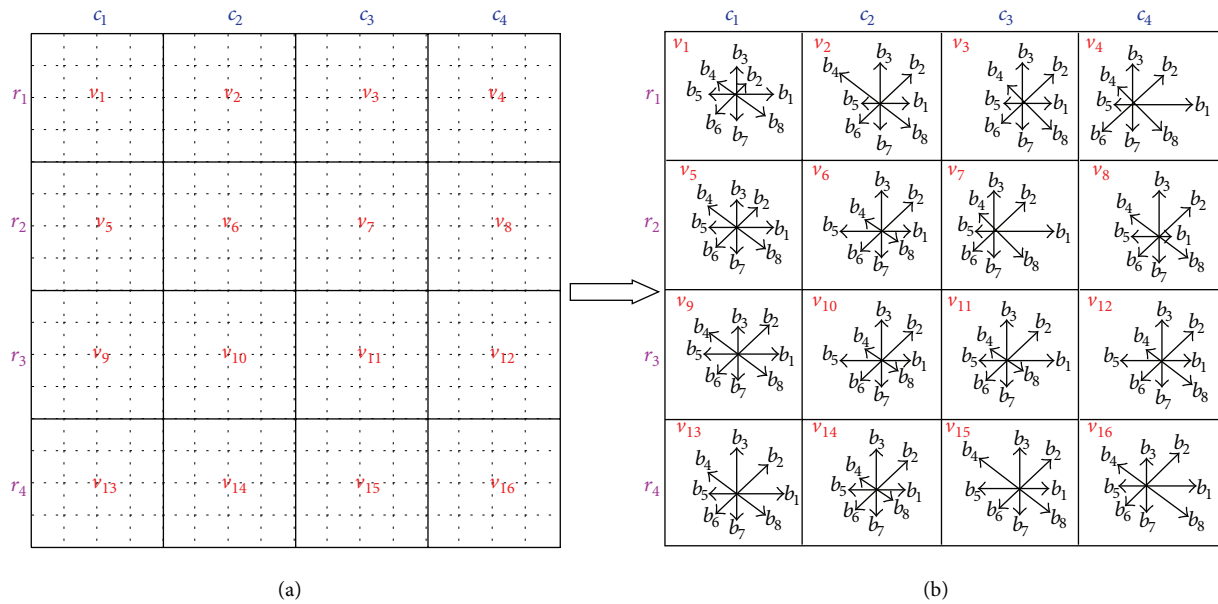 c1 c2 c3 c4
r1 v1 v2 v3 v4
r2 v5 v6 v7 v8
r3 v9 v10 v11 v12
r4 v13 v14 v15 v16
(a)
c1 c2 c3 c4
r1
v1 b3 b4 b2 b5 b1 b6 b8 b7
v2 b3 b4 b2 b5 b1 b6 b8 b7
v3 b3 b4 b2 b5 b1 b6 b8 b7
v4 b3 b4 b2 b5 b1 b6 b8 b7
r2
v5 b3 b4 b2 b5 b1 b6 b8 b7
v6 b3 b4 b2 b5 b1 b6 b8 b7
v7 b3 b4 b2 b5 b1 b6 b8 b7
v8 b3 b4 b2 b5 b1 b6 b8 b7
r3
v9 b3 b4 b2 b5 b1 b6 b8 b7
v10 b3 b4 b2 b5 b1 b6 b8 b7
v11 b3 b4 b2 b5 b1 b6 b8 b7
v12 b3 b4 b2 b5 b1 b6 b8 b7
r4
v13 b3 b4 b2 b5 b1 b6 b8 b7
v14 b3 b4 b2 b5 b1 b6 b8 b7
v15 b3 b4 b2 b5 b1 b6 b8 b7
v16 b3 b4 b2 b5 b1 b6 b8 b7
(b)